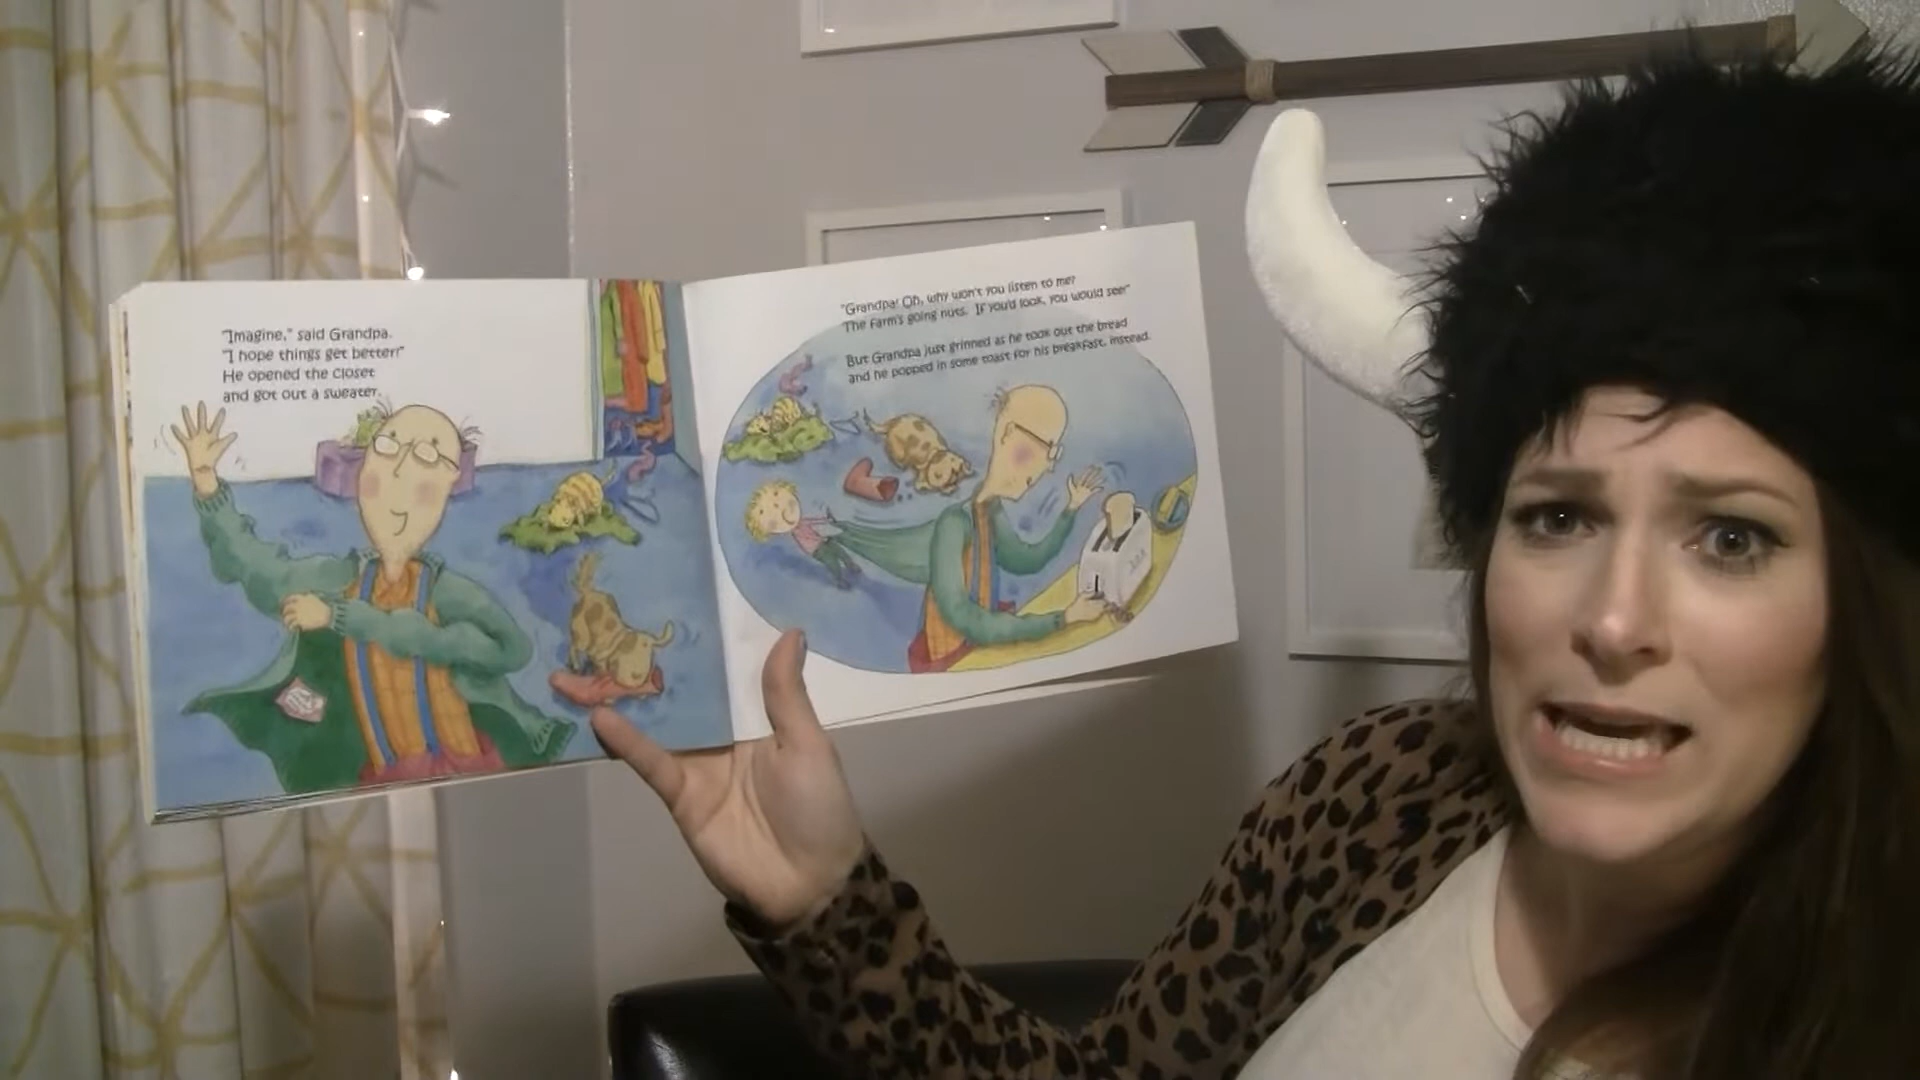 "Imagine," said Grandpa.
"I hope things get better!"
He opened the closet
and got out a sweater.
"Grandpa! Oh, why won't you listen to me?
The farm's going nuts. If you'd look, you would see!"
But Grandpa just grinned as he took out the bread
and he popped in some toast for his breakfast, instead.